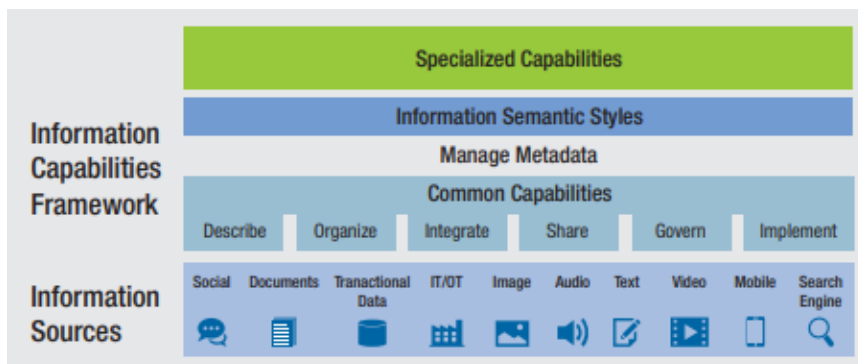 Specialized Capabilities
Information Semantic Styles
Manage Metadata
Common Capabilities
Describe Organize Integrate Share Govern Implement
Information
Capabilities
Framework
Information
Sources
Social Documents Tranactional IT/OT Image Audio Text Video Mobile Search
Data Engine